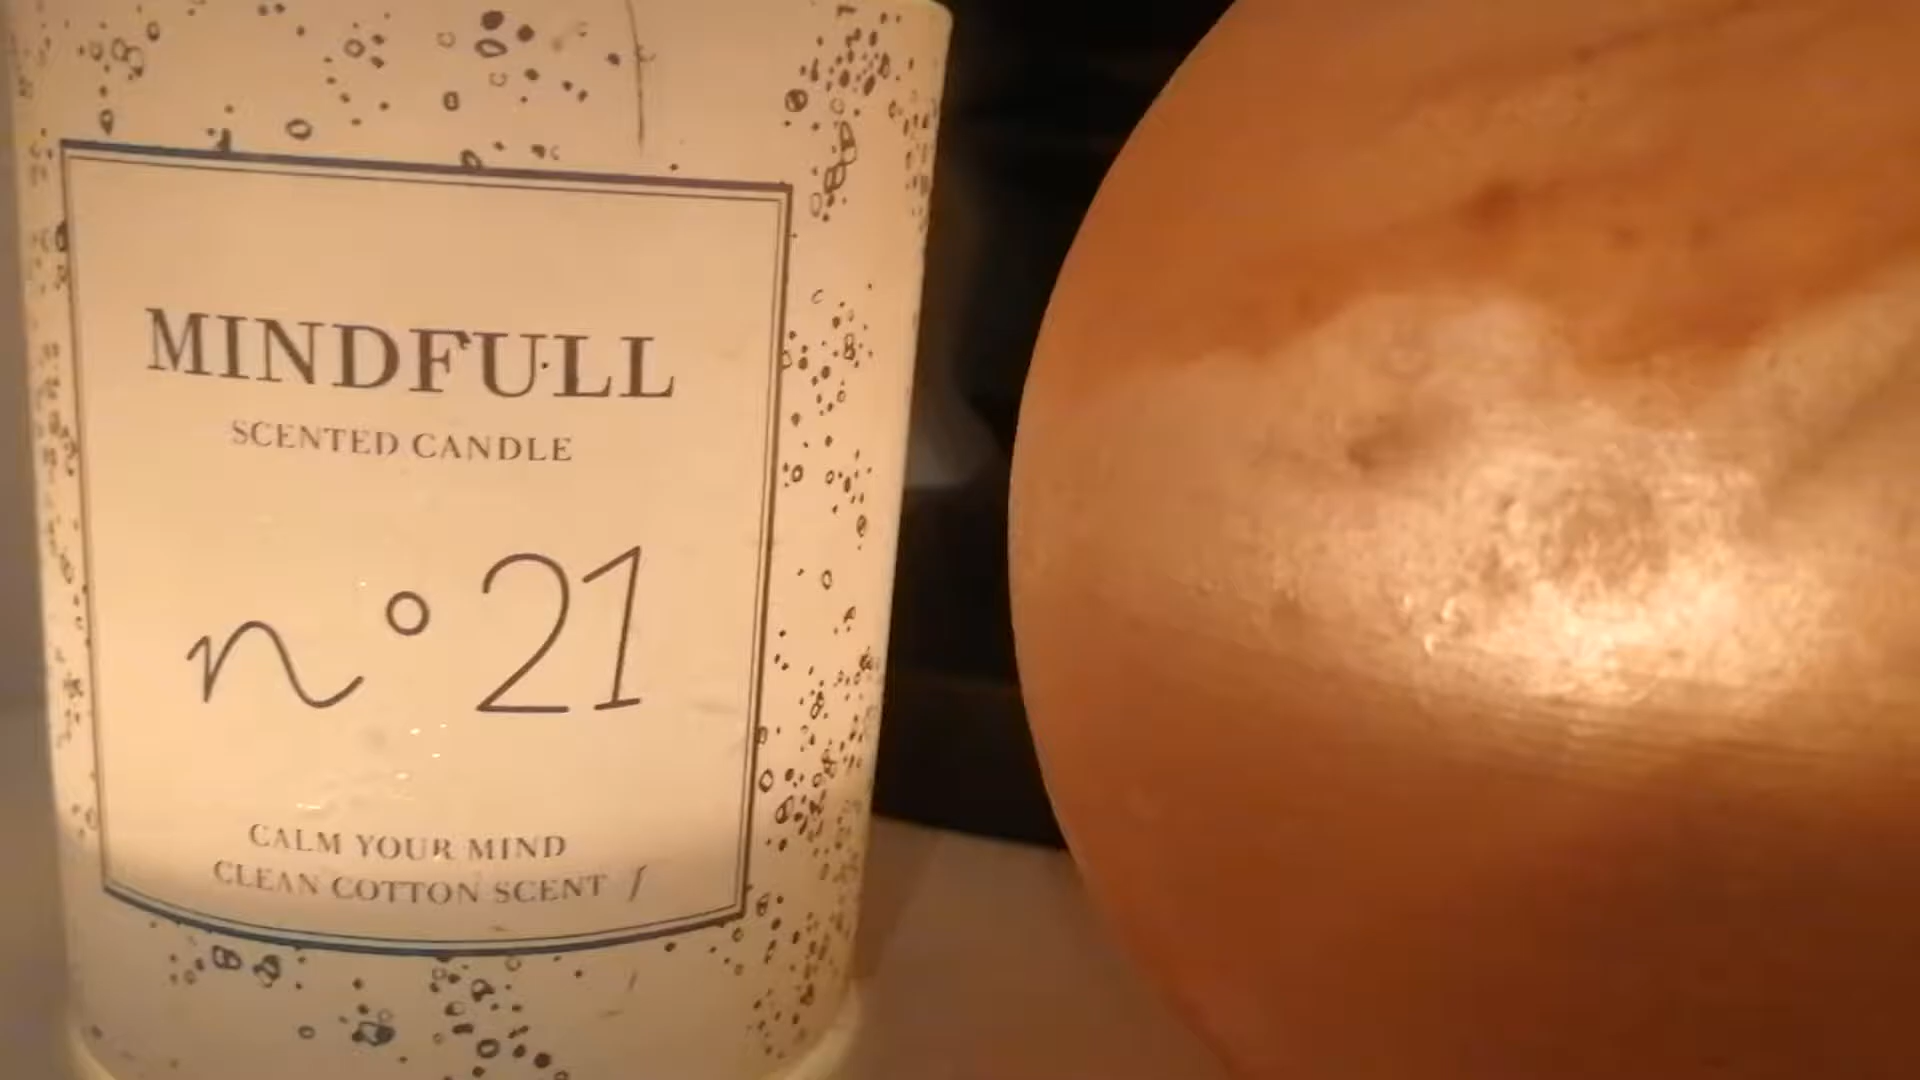 MINDFULL
SCENTED CANDLE
n° 21
CALM YOUR MIND
CLEAN COTTON SCENT